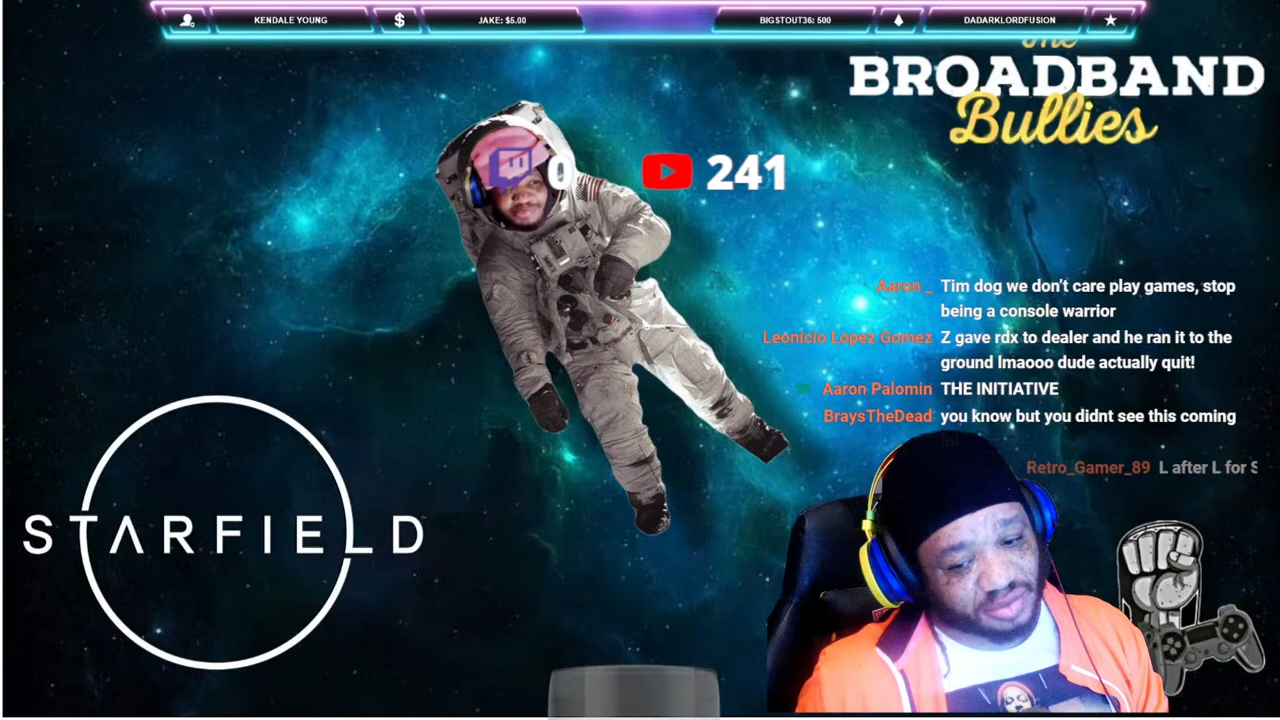 KENDALE YOUNG
$
JAKE: $5.00
BIGSTOUT36: 500
DADARKLORDFUSION
The
BROADBAND
Bullies
0
241
Aaron _ Tim dog we don't care play games, stop
being a console warrior
Leonicio Lopez Gomez Z gave rdx to dealer and he ran it to the
ground lmaooo dude actually quit!
Aaron Palomin THE INITIATIVE
BraysTheDead you know but you didnt see this coming
lol
Retro_Gamer_89 L after L for S
STARFIELD